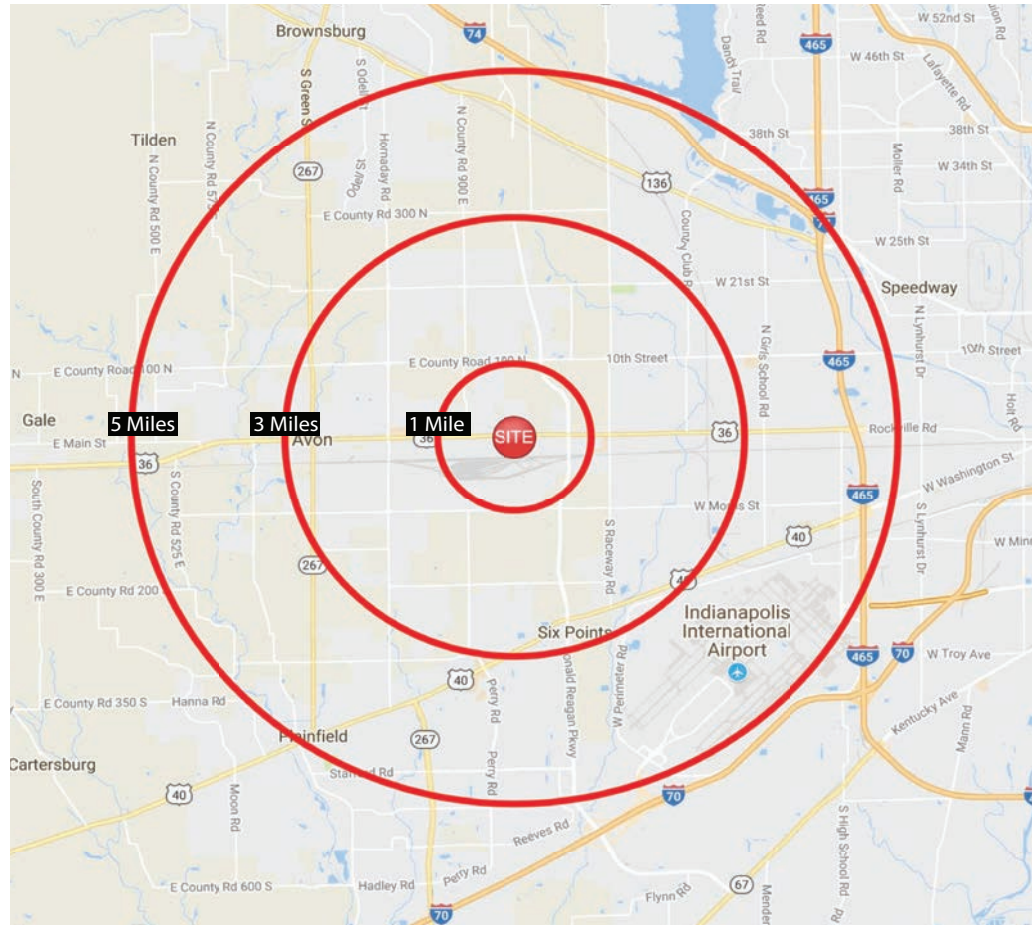 Brownsburg
74
Reed Rd
W 52nd St
465
W 46th St
Dandy Trail
Lafayette Rd
S Odell St
S Green S
Tilden
N County Rd 500 E
N County Rd 575
Hornaday Rd
N County Rd 900 E
Odell St
267
38th St
38th St
136
Moller Rd
W 34th St
465
E County Rd 300 N
Country Club R
W 25th St
W 21st St
Speedway
N Girls School Rd
N Lynhurst Dr
Holt Rd
N
E County Road 100 N
E County Road 100 N
10th Street
465
10th Street
Gale
5 Miles
3 Miles
1 Mile
SITE
E Main St
36
Avon
36
36
Rockville Rd
W Washington St
South County Rd 300 E
S County Rd 525 E
W Morris St
465
S Lynhurst Dr
40
W Min
267
S Raceway Rd
40
E County Rd 200
Six Points
Indianapolis
International
Airport
465
70
W Troy Ave
40
Perry Rd
onald Reagan Pkwy
W Perimeter Rd
E County Rd 350 S
Hanna Rd
Plainfield
267
Kentucky Ave
Mann Rd
Cartersburg
Stafford Rd
Perry Rd
40
Moon Rd
70
Reeves Rd
S High School Rd
E County Rd 600 S
Hadley Rd
Perry Rd
70
Flynn Rd
67
Mender
Rd